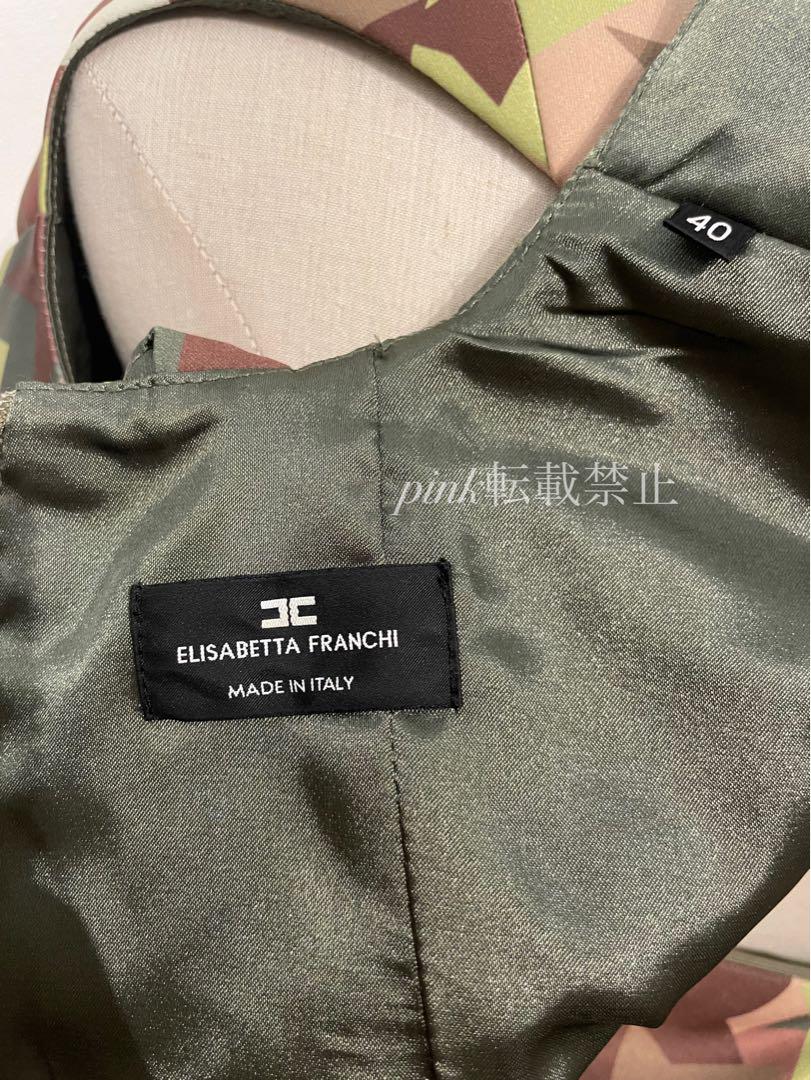 40
pink転載禁止
ELISABETTA FRANCHI
MADE IN ITALY